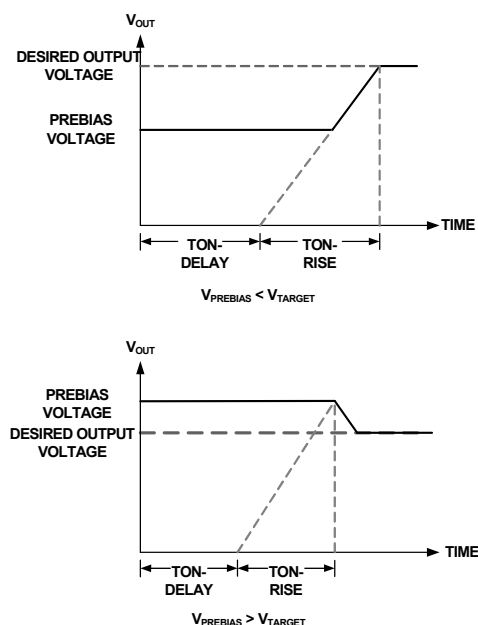 VOUT
DESIRED OUTPUT
VOLTAGE
PREBIAS
VOLTAGE
TIME
TON-
DELAY
TON-
RISE
VPREBIAS < VTARGET
VOUT
PREBIAS
VOLTAGE
DESIRED OUTPUT
VOLTAGE
TIME
TON-
DELAY
TON-
RISE
VPREBIAS > VTARGET